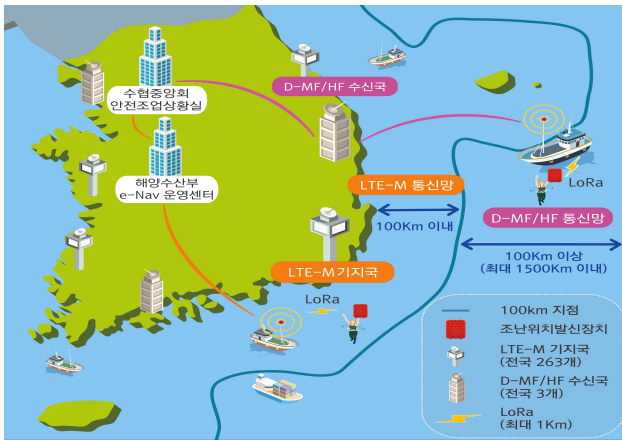 수협중앙회
안전조업상황실
D-MF/HF 수신국
해양수산부
e-Nav 운영센터
LTE-M 통신망
100Km 이내
LoRa
D-MF/HF 통신망
100Km 이상
(최대 1500Km 이내)
LTE-M기지국
LoRa
100km 지점
조난위치발신장치
LTE-M 기지국
(전국 263개)
D-MF/HF 수신국
(전국 3개)
LoRa
(최대 1Km)